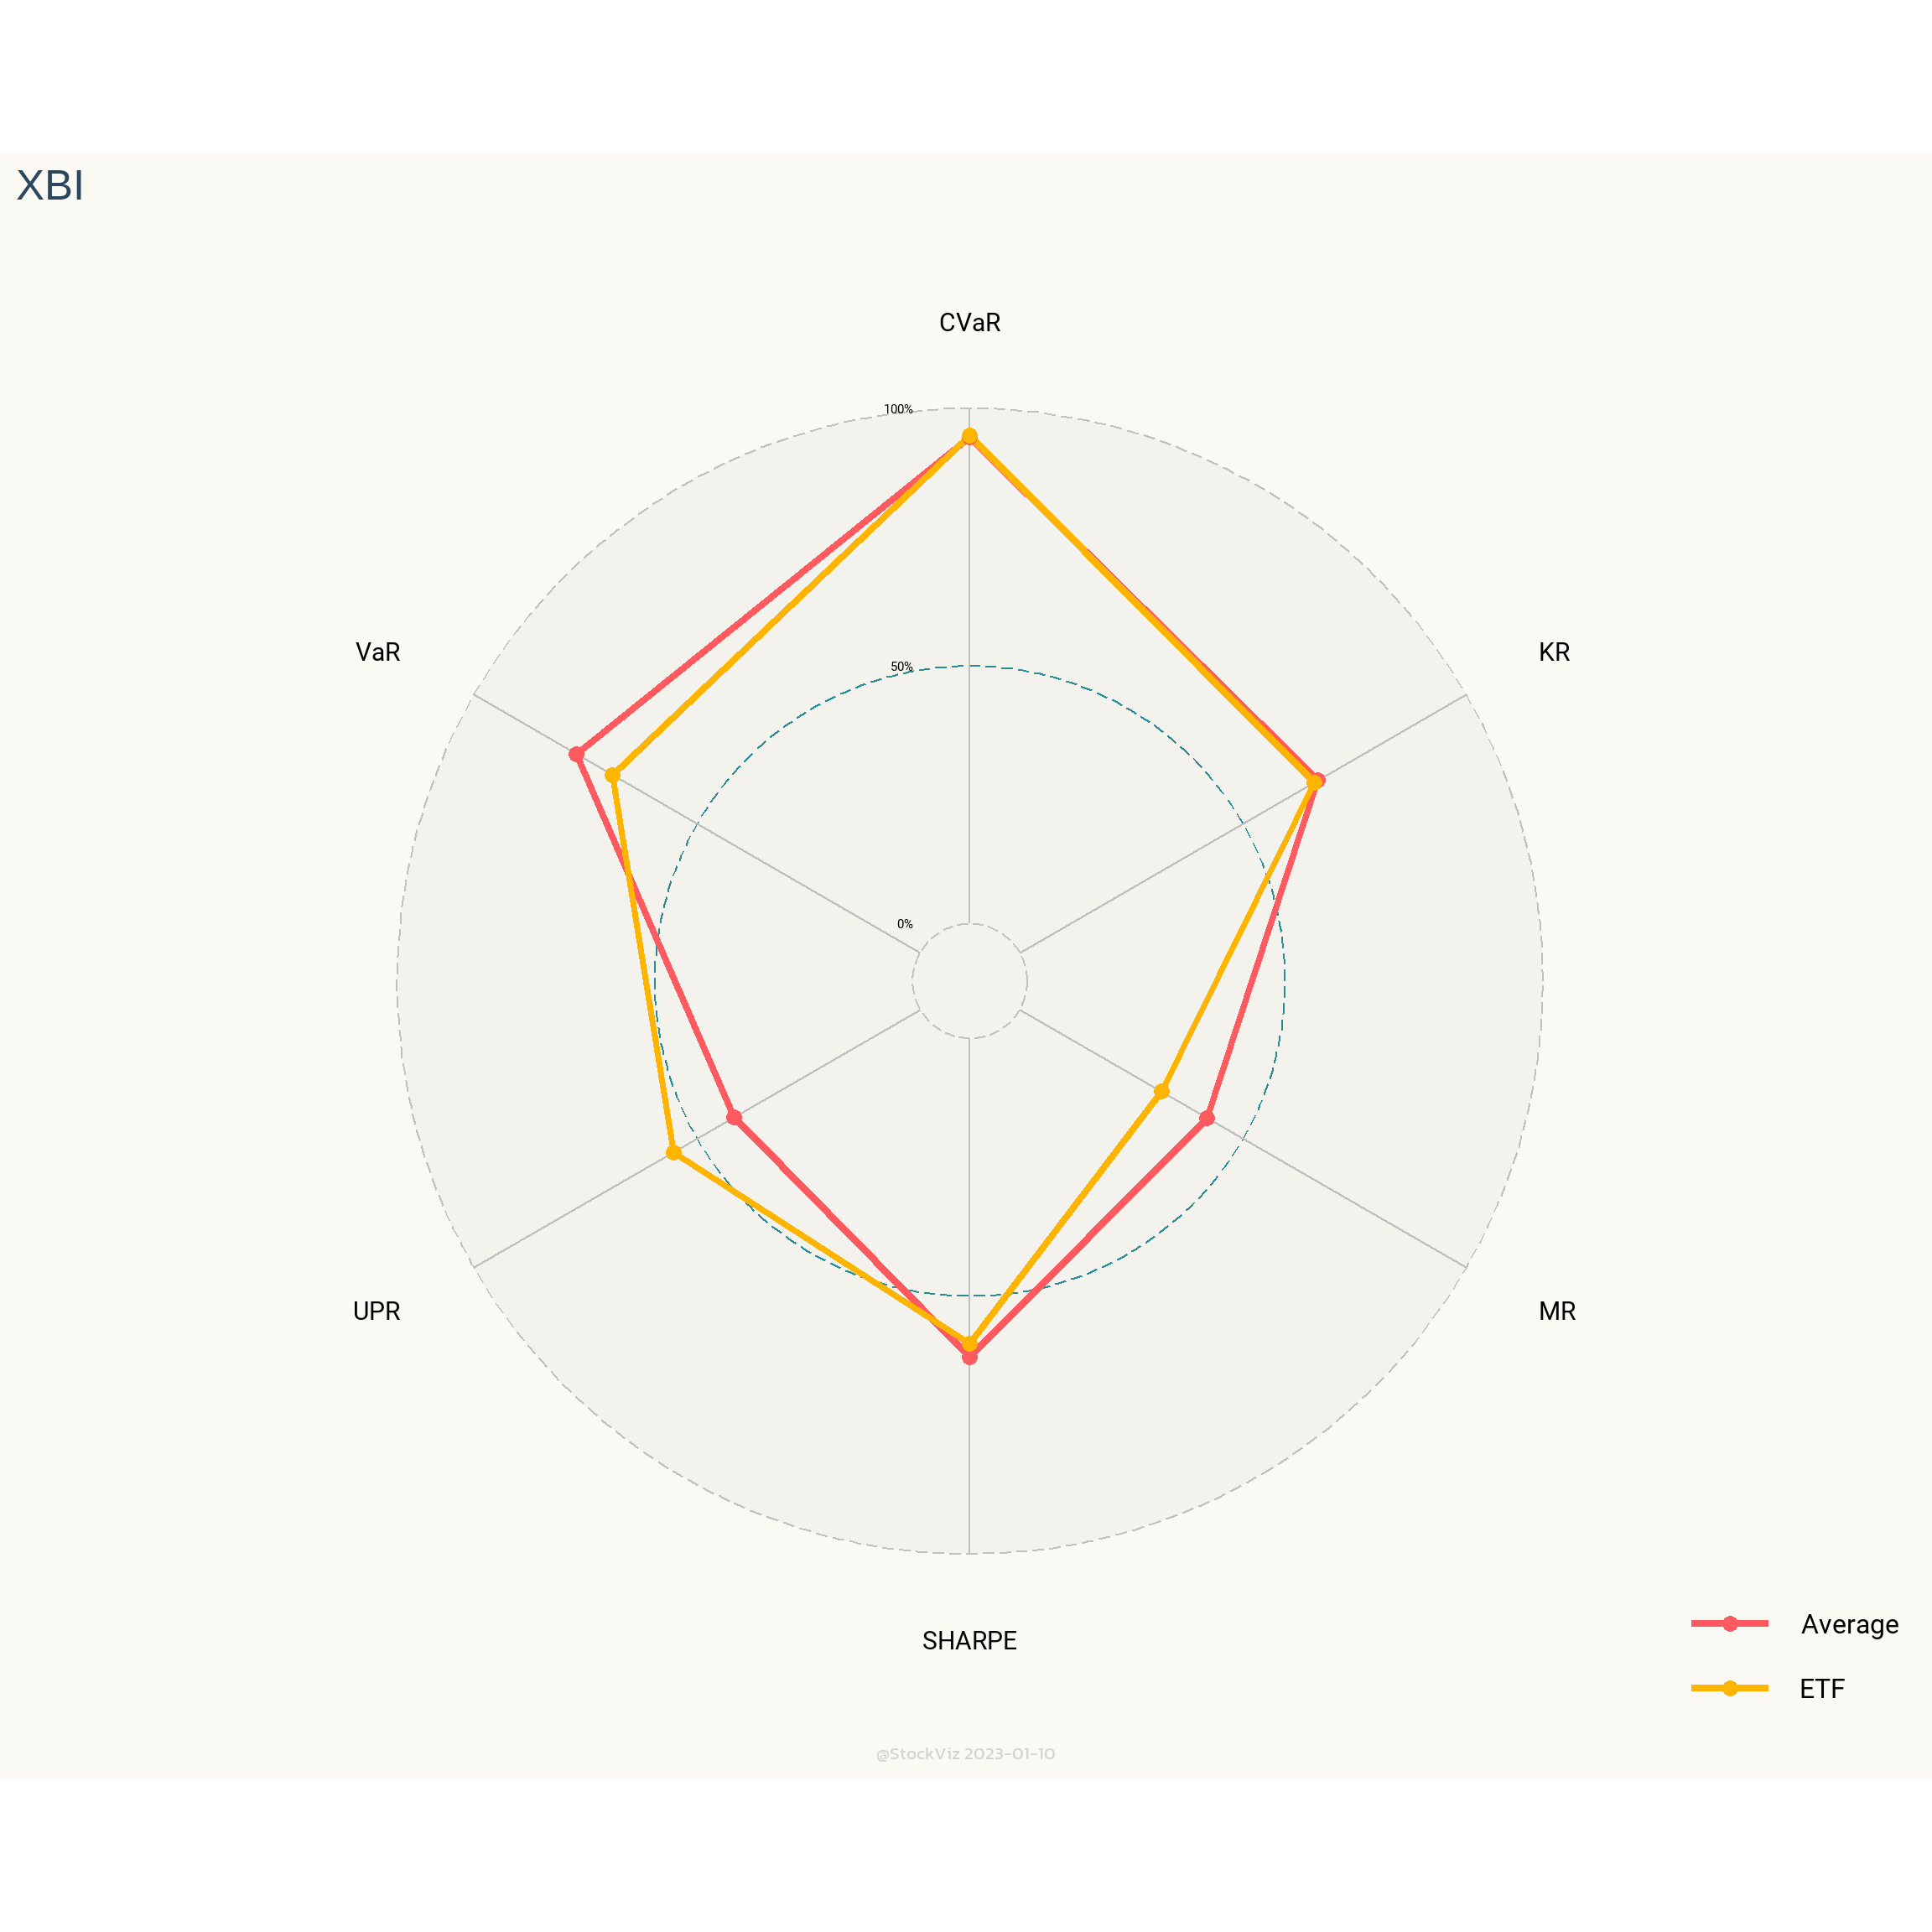 XBI
CVaR
100%
VaR
KR
50%
0%
UPR
MR
SHARPE
Average
ETF
@StockViz 2023-01-10